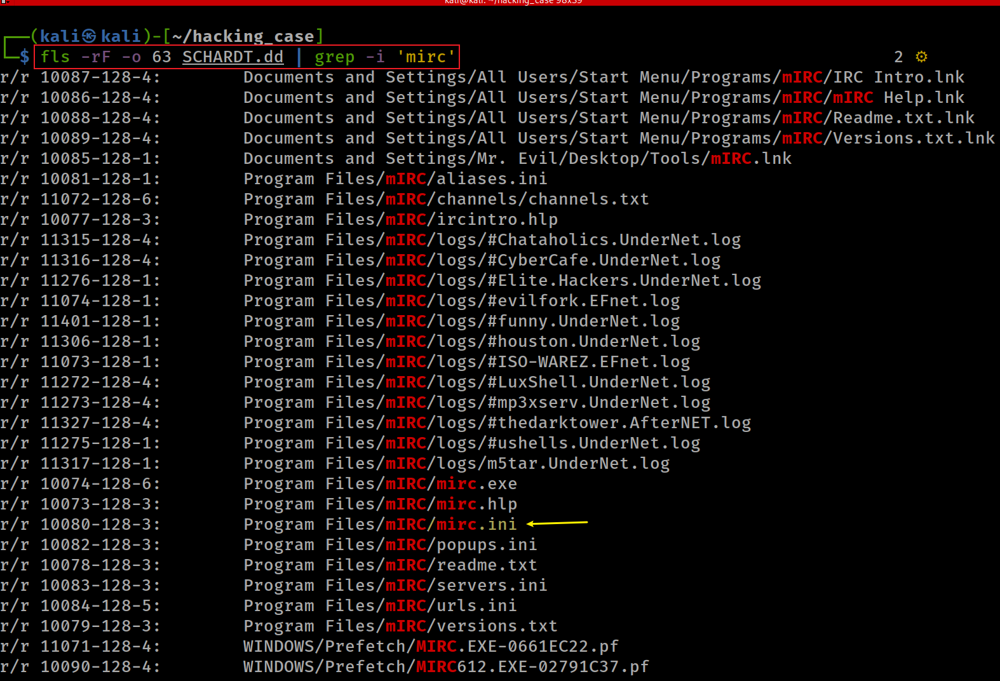 kali@kali: ~/hacking_case 98x39
(kali㉿kali)-[~/hacking_case]
$ fls -rF -o 63 SCHARDT.dd | grep -i 'mirc' 2 ⚙
r/r 10087-128-4: Documents and Settings/All Users/Start Menu/Programs/mIRC/IRC Intro.lnk
r/r 10086-128-4: Documents and Settings/All Users/Start Menu/Programs/mIRC/mIRC Help.lnk
r/r 10088-128-4: Documents and Settings/All Users/Start Menu/Programs/mIRC/Readme.txt.lnk
r/r 10089-128-4: Documents and Settings/All Users/Start Menu/Programs/mIRC/Versions.txt.lnk
r/r 10085-128-1: Documents and Settings/Mr. Evil/Desktop/Tools/mIRC.lnk
r/r 10081-128-1: Program Files/mIRC/aliases.ini
r/r 11072-128-6: Program Files/mIRC/channels/channels.txt
r/r 10077-128-3: Program Files/mIRC/ircintro.hlp
r/r 11315-128-4: Program Files/mIRC/logs/#Chataholics.UnderNet.log
r/r 11316-128-4: Program Files/mIRC/logs/#CyberCafe.UnderNet.log
r/r 11276-128-1: Program Files/mIRC/logs/#Elite.Hackers.UnderNet.log
r/r 11074-128-1: Program Files/mIRC/logs/#evilfork.EFnet.log
r/r 11401-128-1: Program Files/mIRC/logs/#funny.UnderNet.log
r/r 11306-128-1: Program Files/mIRC/logs/#houston.UnderNet.log
r/r 11073-128-1: Program Files/mIRC/logs/#ISO-WAREZ.EFnet.log
r/r 11272-128-4: Program Files/mIRC/logs/#LuxShell.UnderNet.log
r/r 11273-128-4: Program Files/mIRC/logs/#mp3xserv.UnderNet.log
r/r 11327-128-4: Program Files/mIRC/logs/#thedarktower.AfterNET.log
r/r 11275-128-1: Program Files/mIRC/logs/#ushells.UnderNet.log
r/r 11317-128-1: Program Files/mIRC/logs/m5tar.UnderNet.log
r/r 10074-128-6: Program Files/mIRC/mirc.exe
r/r 10073-128-3: Program Files/mIRC/mirc.hlp
r/r 10080-128-3: Program Files/mIRC/mirc.ini
r/r 10082-128-3: Program Files/mIRC/popups.ini
r/r 10078-128-3: Program Files/mIRC/readme.txt
r/r 10083-128-3: Program Files/mIRC/servers.ini
r/r 10084-128-5: Program Files/mIRC/urls.ini
r/r 10079-128-3: Program Files/mIRC/versions.txt
r/r 11071-128-4: WINDOWS/Prefetch/MIRC.EXE-0661EC22.pf
r/r 10090-128-4: WINDOWS/Prefetch/MIRC612.EXE-02791C37.pf